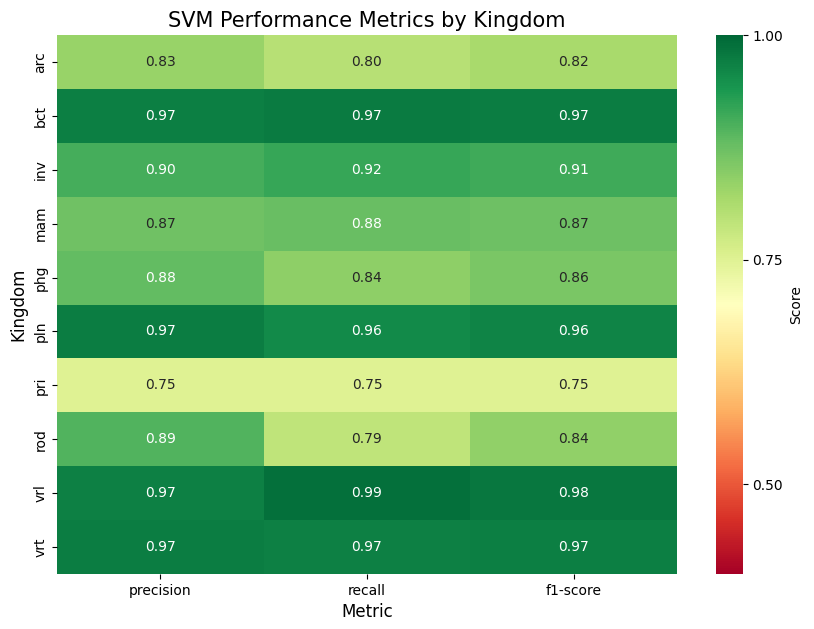 SVM Performance Metrics by Kingdom
arc 0.83 0.80 0.82
bct 0.97 0.97 0.97
inv 0.90 0.92 0.91
mam 0.87 0.88 0.87
phg 0.88 0.84 0.86
pln 0.97 0.96 0.96
pri 0.75 0.75 0.75
rod 0.89 0.79 0.84
vrl 0.97 0.99 0.98
vrt 0.97 0.97 0.97
precision recall f1-score
Metric
Kingdom
1.00
0.75
0.50
Score